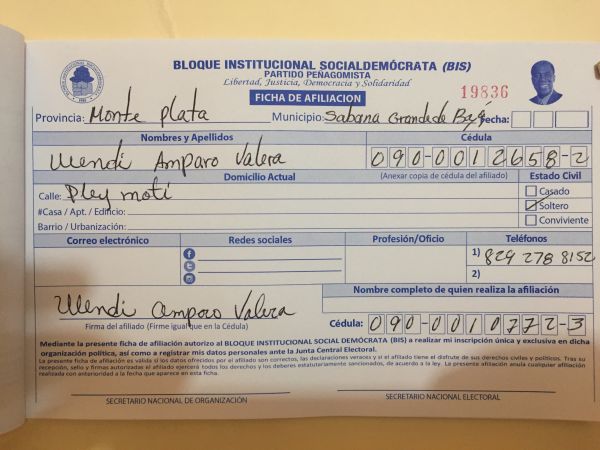 BLOQUE INSTITUCIONAL SOCIALDEMÓCRATA (BIS)
PARTIDO PEÑAGOMISTA
Libertad, Justicia, Democracia y Solidaridad
FICHA DE AFILIACION
19836
Provincia: Monte Plata Municipio: Sabana Grande de Fecha:
Nombres y Apellidos Cédula
Wendi Amparo Valera 090-0012658-2
Domicilio Actual (Anexar copia de cédula del afiliado) Estado Civil
Calle: Pley moti Casado
#Casa / Apt. / Edificio: Soltero
Barrio / Urbanización: Conviviente
Correo electrónico Redes sociales Profesión/Oficio Teléfonos
1) 829 278 8152
2)
Nombre completo de quien realiza la afiliación
Wendi Amparo Valera
Firma del afiliado (Firme igual que en la Cédula) Cédula: 090-0010772-3
Mediante la presente ficha de afiliación autorizo al BLOQUE INSTITUCIONAL SOCIAL DEMÓCRATA (BIS) a realizar mi inscripción única y exclusiva en dicha
organización política, así como a registrar mis datos personales ante la Junta Central Electoral.
La presente ficha de afiliación es válida si los datos ofrecidos por el afiliado son correctos, las declaraciones veraces y si el afiliado tiene el disfrute de sus derechos civiles y políticos. Tras su
recepción, sello y firmas autorizadas el afiliado ejercerá todos los derechos y los deberes estatutariamente sancionados, de acuerdo a la ley. La presente afiliación anula cualquier afiliación
realizada con anterioridad a la fecha que aparece en esta ficha.
SECRETARIO NACIONAL DE ORGANIZACIÓN SECRETARIO NACIONAL ELECTORAL